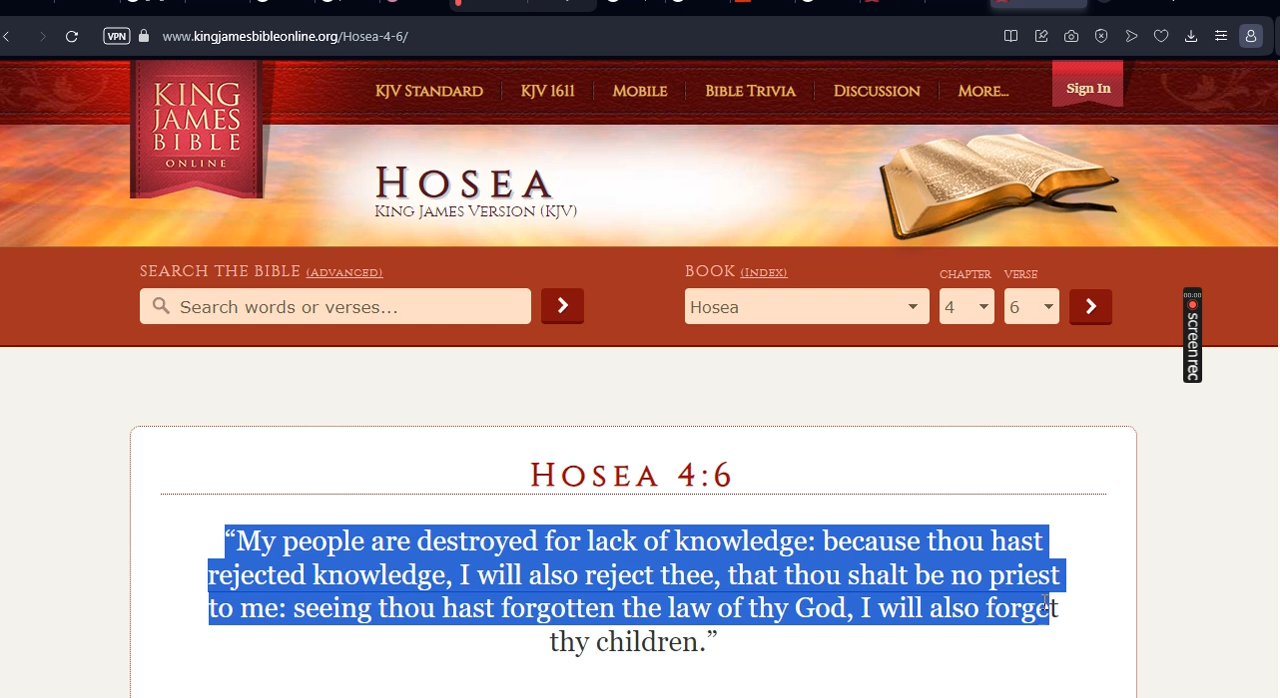 VPN
www.kingjamesbibleonline.org/Hosea-4-6/
KING
JAMES
BIBLE
ONLINE
KJV STANDARD KJV 1611 MOBILE BIBLE TRIVIA DISCUSSION MORE... Sign In
HOSEA
KING JAMES VERSION (KJV)
SEARCH THE BIBLE (ADVANCED) BOOK (INDEX) CHAPTER VERSE
Search words or verses... Hosea 4 6
00:00
screenrec
HOSEA 4:6
“My people are destroyed for lack of knowledge: because thou hast
rejected knowledge, I will also reject thee, that thou shalt be no priest
to me: seeing thou hast forgotten the law of thy God, I will also forget
thy children.”